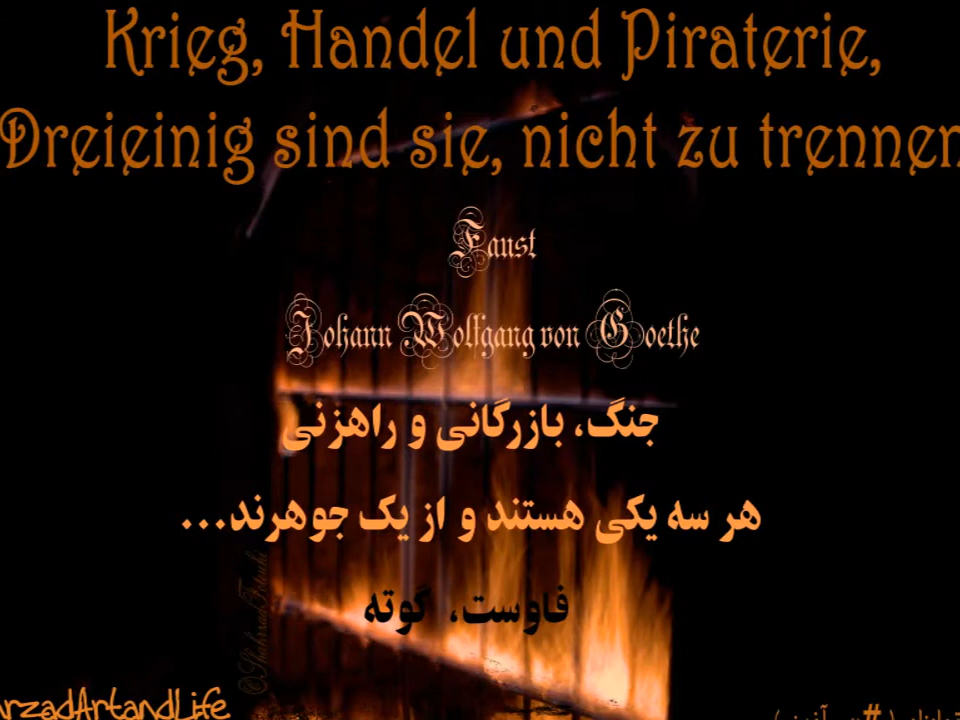 Krieg, Handel und Piraterie,
Dreieinig sind sie, nicht zu trennen
Faust
Johann Wolfgang von Goethe
جنگ، بازرگانی و راهزنی
هر سه یکی هستند و از یک جوهرند...
فاوست، گوته